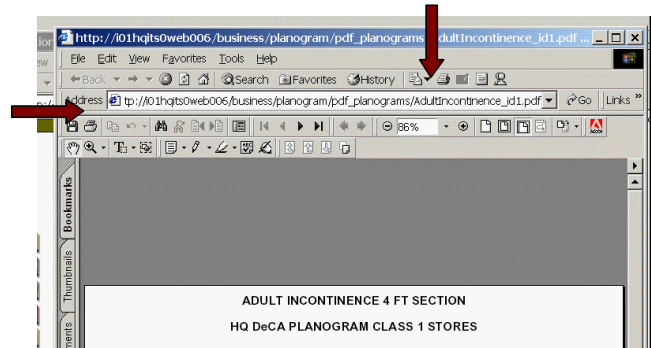 http://i01hqits0web006/business/planogram/pdf_planograms dultIncontinence_id1.pdf ...
File Edit View Favorites Tools Help
Back Search Favorites History
Address tp://i01hqits0web006/business/planogram/pdf_planograms/AdultIncontinence_id1.pdf Go Links »
86%
Adobe
Bookmarks
Thumbnails
ADULT INCONTINENCE 4 FT SECTION
HQ DeCA PLANOGRAM CLASS 1 STORES
ments